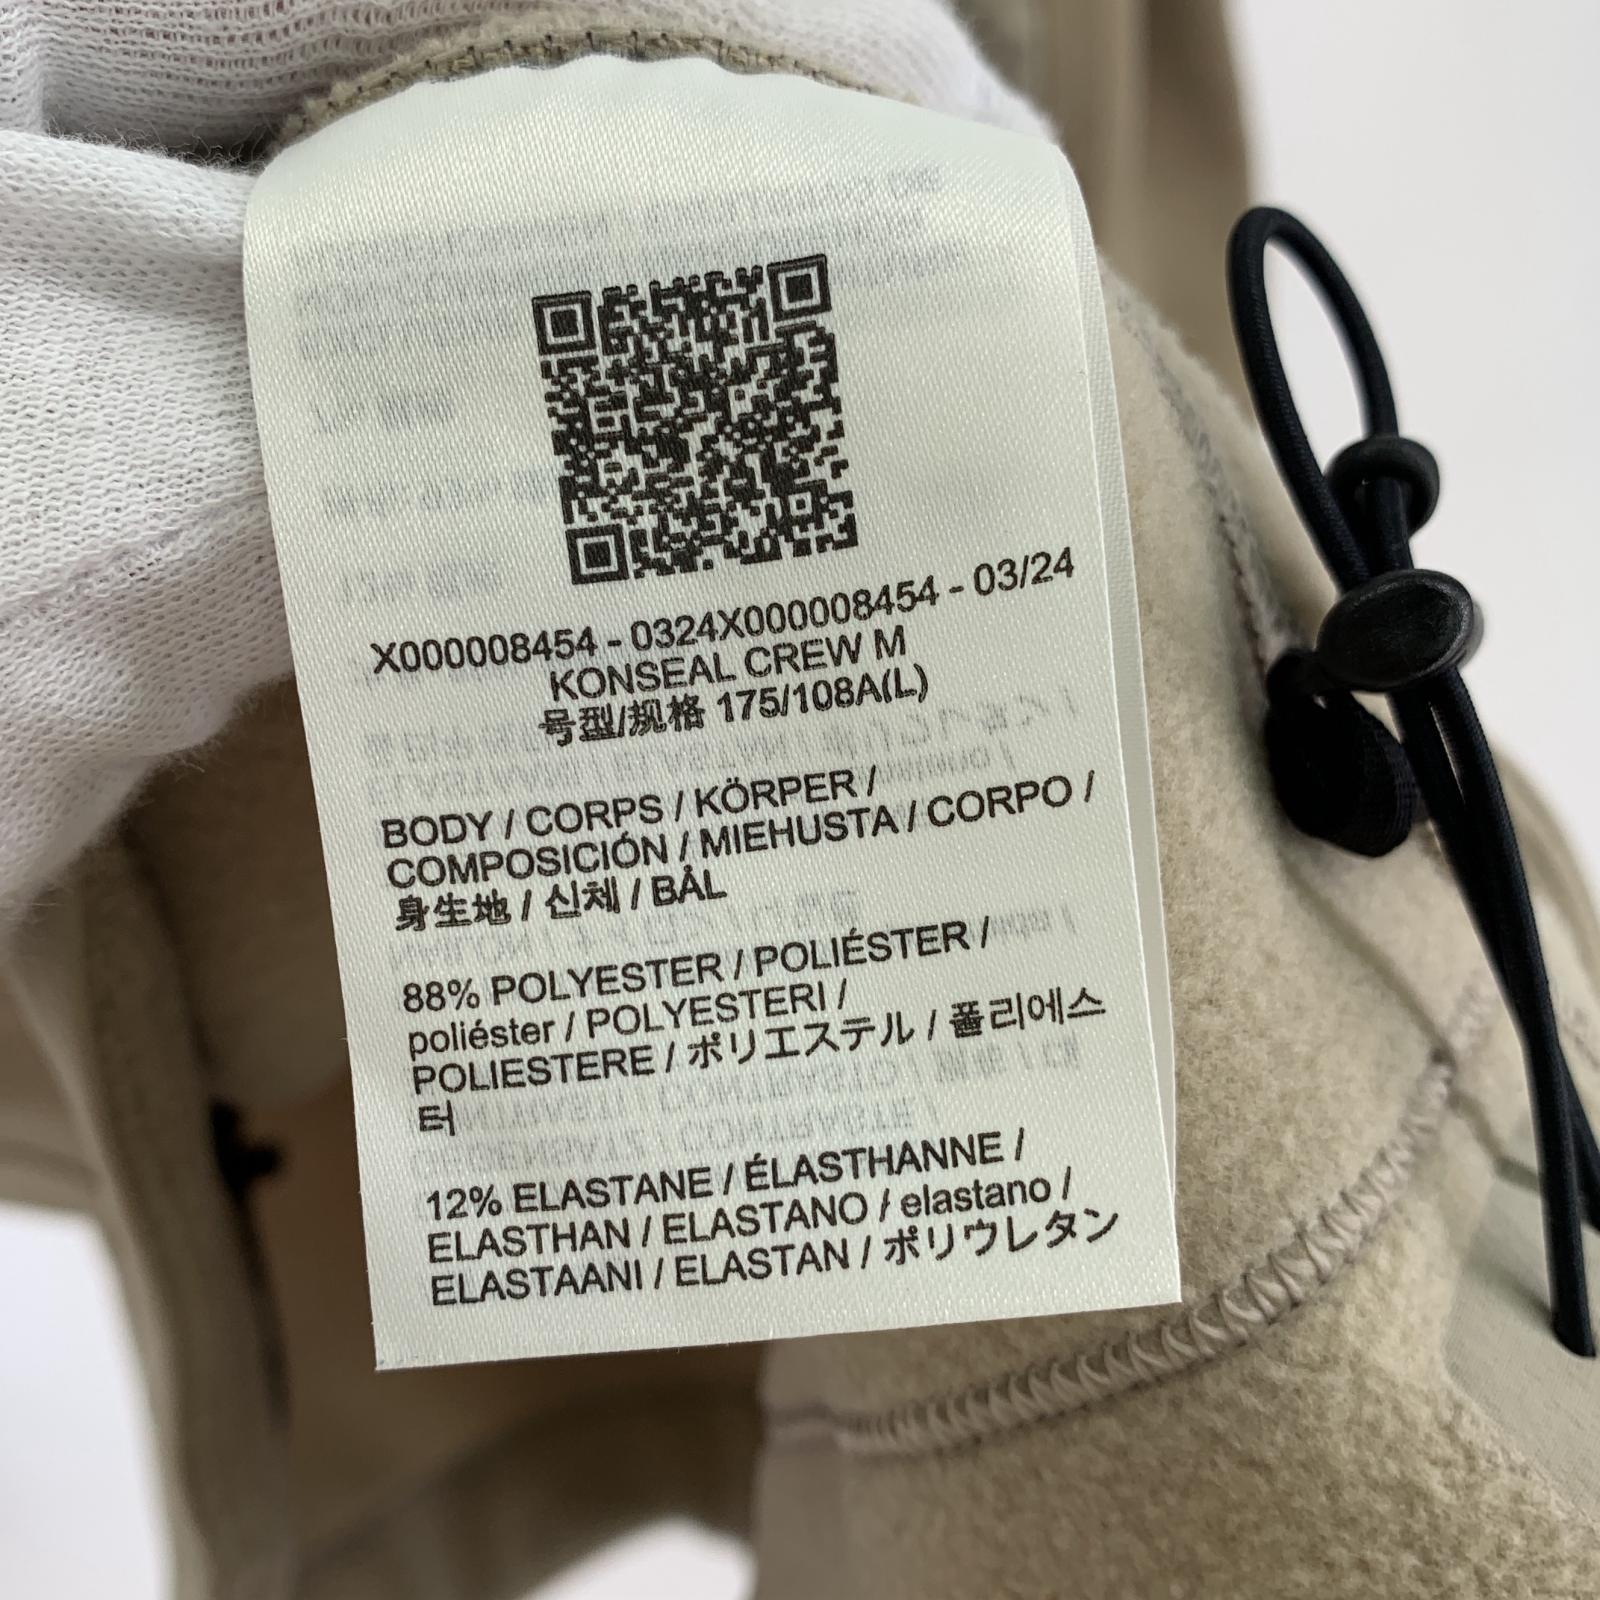 X000008454 - 0324X000008454 - 03/24
KONSEAL CREW M
号型/规格 175/108A(L)
BODY / CORPS / KÖRPER /
COMPOSICIÓN / MIEHUSTA / CORPO /
身生地 / 신체 / BÅL
88% POLYESTER / POLIÉSTER /
poliéster / POLYESTERI /
POLIESTERE / ポリエステル / 폴리에스
터
12% ELASTANE / ÉLASTHANNE /
ELASTHAN / ELASTANO / elastano /
ELASTAANI / ELASTAN / ポリウレタン